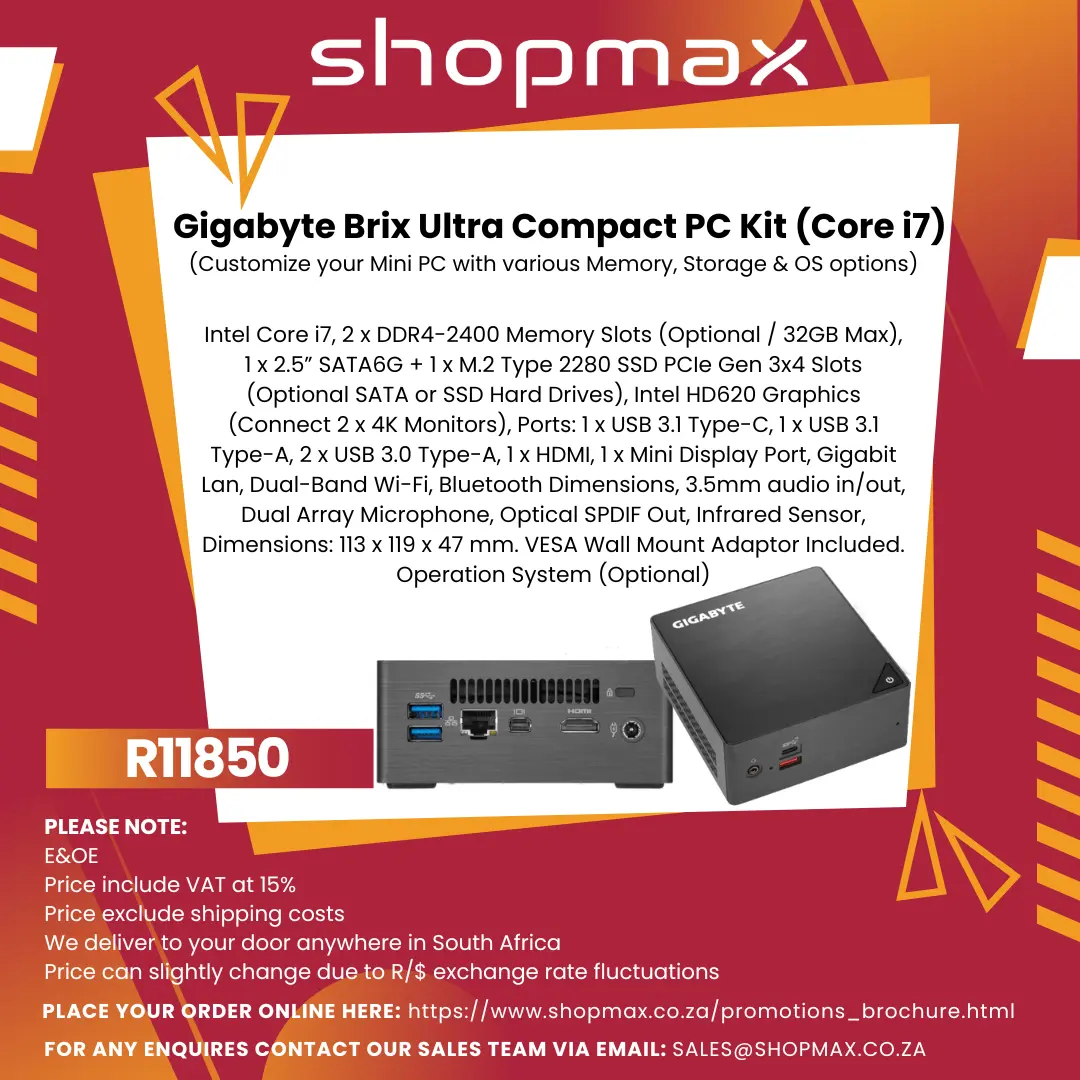 shopmax
Gigabyte Brix Ultra Compact PC Kit (Core i7)
(Customize your Mini PC with various Memory, Storage & OS options)
Intel Core i7, 2 x DDR4-2400 Memory Slots (Optional / 32GB Max),
1 x 2.5” SATA6G + 1 x M.2 Type 2280 SSD PCIe Gen 3x4 Slots
(Optional SATA or SSD Hard Drives), Intel HD620 Graphics
(Connect 2 x 4K Monitors), Ports: 1 x USB 3.1 Type-C, 1 x USB 3.1
Type-A, 2 x USB 3.0 Type-A, 1 x HDMI, 1 x Mini Display Port, Gigabit
Lan, Dual-Band Wi-Fi, Bluetooth Dimensions, 3.5mm audio in/out,
Dual Array Microphone, Optical SPDIF Out, Infrared Sensor,
Dimensions: 113 x 119 x 47 mm. VESA Wall Mount Adaptor Included.
Operation System (Optional)
GIGABYTE
HDMI
R11850
PLEASE NOTE:
E&OE
Price include VAT at 15%
Price exclude shipping costs
We deliver to your door anywhere in South Africa
Price can slightly change due to R/$ exchange rate fluctuations
PLACE YOUR ORDER ONLINE HERE: https://www.shopmax.co.za/promotions_brochure.html
FOR ANY ENQUIRES CONTACT OUR SALES TEAM VIA EMAIL: SALES@SHOPMAX.CO.ZA